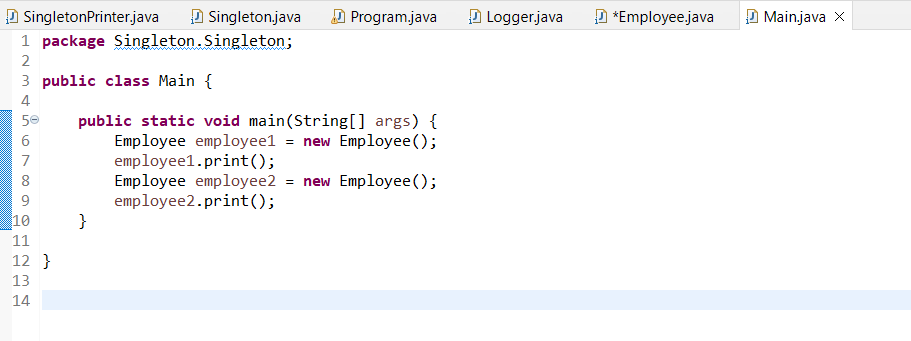 SingletonPrinter.java Singleton.java Program.java Logger.java *Employee.java Main.java
1 package Singleton.Singleton;
2
3 public class Main {
4
5 public static void main(String[] args) {
6 Employee employee1 = new Employee();
7 employee1.print();
8 Employee employee2 = new Employee();
9 employee2.print();
10 }
11
12 }
13
14